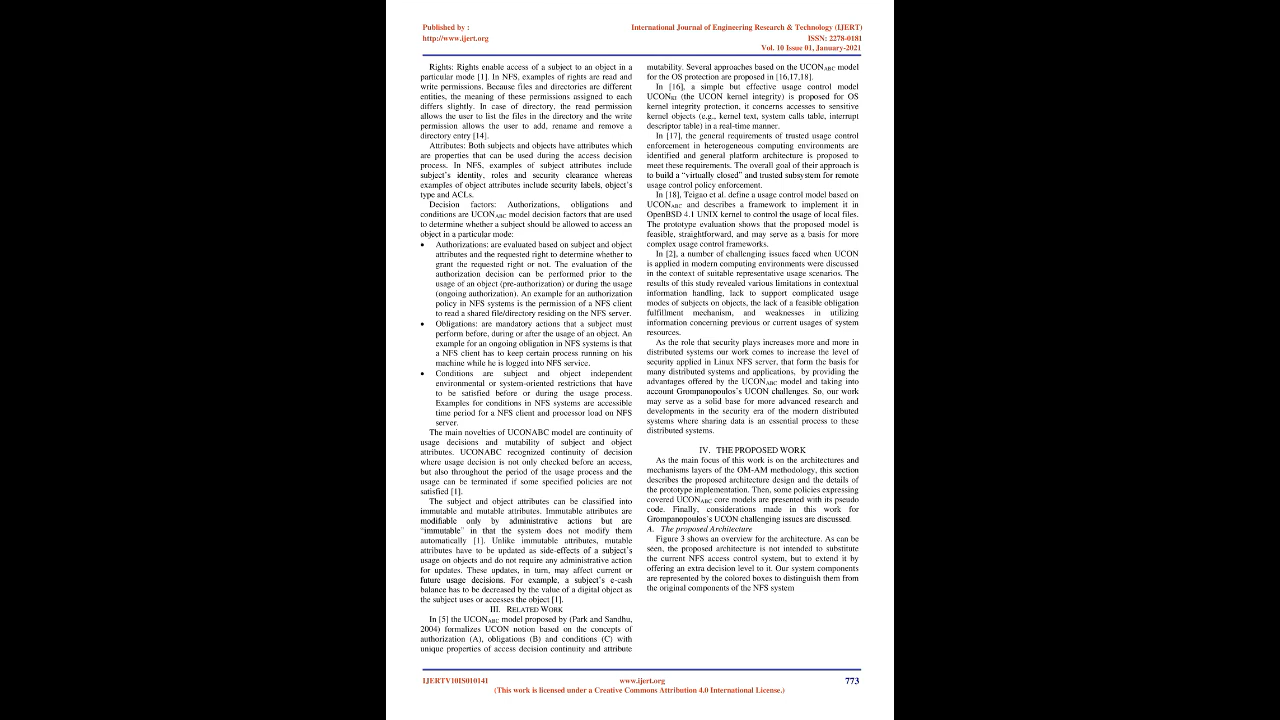 Published by :
http://www.ijert.org
International Journal of Engineering Research & Technology (IJERT)
ISSN: 2278-0181
Vol. 10 Issue 01, January-2021
Rights: Rights enable access of a subject to an object in a
particular mode [1]. In NFS, examples of rights are read and
write permissions. Because files and directories are different
entities, the meaning of these permissions assigned to each
differs slightly. In case of directory, the read permission
allows the user to list the files in the directory and the write
permission allows the user to add, rename and remove a
directory entry [14].
Attributes: Both subjects and objects have attributes which
are properties that can be used during the access decision
process. In NFS, examples of subject attributes include
subject's identity, roles and security clearance whereas
examples of object attributes include security labels, object's
type and ACLs.
Decision factors: Authorizations, obligations and
conditions are UCONABC model decision factors that are used
to determine whether a subject should be allowed to access an
object in a particular mode:
• Authorizations: are evaluated based on subject and object
attributes and the requested right to determine whether to
grant the requested right or not. The evaluation of the
authorization decision can be performed prior to the
usage of an object (pre-authorization) or during the usage
(ongoing authorization). An example for an authorization
policy in NFS systems is the permission of a NFS client
to read a shared file/directory residing on the NFS server.
• Obligations: are mandatory actions that a subject must
perform before, during or after the usage of an object. An
example for an ongoing obligation in NFS systems is that
a NFS client has to keep certain process running on his
machine while he is logged into NFS service.
• Conditions are subject and object independent
environmental or system-oriented restrictions that have
to be satisfied before or during the usage process.
Examples for conditions in NFS systems are accessible
time period for a NFS client and processor load on NFS
server.
The main novelties of UCONABC model are continuity of
usage decisions and mutability of subject and object
attributes. UCONABC recognized continuity of decision
where usage decision is not only checked before an access,
but also throughout the period of the usage process and the
usage can be terminated if some specified policies are not
satisfied [1].
The subject and object attributes can be classified into
immutable and mutable attributes. Immutable attributes are
modifiable only by administrative actions but are
"immutable" in that the system does not modify them
automatically [1]. Unlike immutable attributes, mutable
attributes have to be updated as side-effects of a subject's
usage on objects and do not require any administrative action
for updates. These updates, in turn, may affect current or
future usage decisions. For example, a subject's e-cash
balance has to be decreased by the value of a digital object as
the subject uses or accesses the object [1].
III. RELATED WORK
In [5] the UCONABC model proposed by (Park and Sandhu,
2004) formalizes UCON notion based on the concepts of
authorization (A), obligations (B) and conditions (C) with
unique properties of access decision continuity and attribute
mutability. Several approaches based on the UCONABC model
for the OS protection are proposed in [16,17,18].
In [16], a simple but effective usage control model
UCONKI (the UCON kernel integrity) is proposed for OS
kernel integrity protection, it concerns accesses to sensitive
kernel objects (e.g., kernel text, system calls table, interrupt
descriptor table) in a real-time manner.
In [17], the general requirements of trusted usage control
enforcement in heterogeneous computing environments are
identified and general platform architecture is proposed to
meet these requirements. The overall goal of their approach is
to build a "virtually closed" and trusted subsystem for remote
usage control policy enforcement.
In [18], Teigao et al. define a usage control model based on
UCONABC and describes a framework to implement it in
OpenBSD 4.1 UNIX kernel to control the usage of local files.
The prototype evaluation shows that the proposed model is
feasible, straightforward, and may serve as a basis for more
complex usage control frameworks.
In [2], a number of challenging issues faced when UCON
is applied in modern computing environments were discussed
in the context of suitable representative usage scenarios. The
results of this study revealed various limitations in contextual
information handling, lack to support complicated usage
modes of subjects on objects, the lack of a feasible obligation
fulfillment mechanism, and weaknesses in utilizing
information concerning previous or current usages of system
resources.
As the role that security plays increases more and more in
distributed systems our work comes to increase the level of
security applied in Linux NFS server, that form the basis for
many distributed systems and applications, by providing the
advantages offered by the UCONABC model and taking into
account Grompanopoulos's UCON challenges. So, our work
may serve as a solid base for more advanced research and
developments in the security era of the modern distributed
systems where sharing data is an essential process to these
distributed systems.
IV. THE PROPOSED WORK
As the main focus of this work is on the architectures and
mechanisms layers of the OM-AM methodology, this section
describes the proposed architecture design and the details of
the prototype implementation. Then, some policies expressing
covered UCONABC core models are presented with its pseudo
code. Finally, considerations made in this work for
Grompanopoulos's UCON challenging issues are discussed.
A. The proposed Architecture
Figure 3 shows an overview for the architecture. As can be
seen, the proposed architecture is not intended to substitute
the current NFS access control system, but to extend it by
offering an extra decision level to it. Our system components
are represented by the colored boxes to distinguish them from
the original components of the NFS system
IJERTV10IS010141
www.ijert.org
773
(This work is licensed under a Creative Commons Attribution 4.0 International License.)